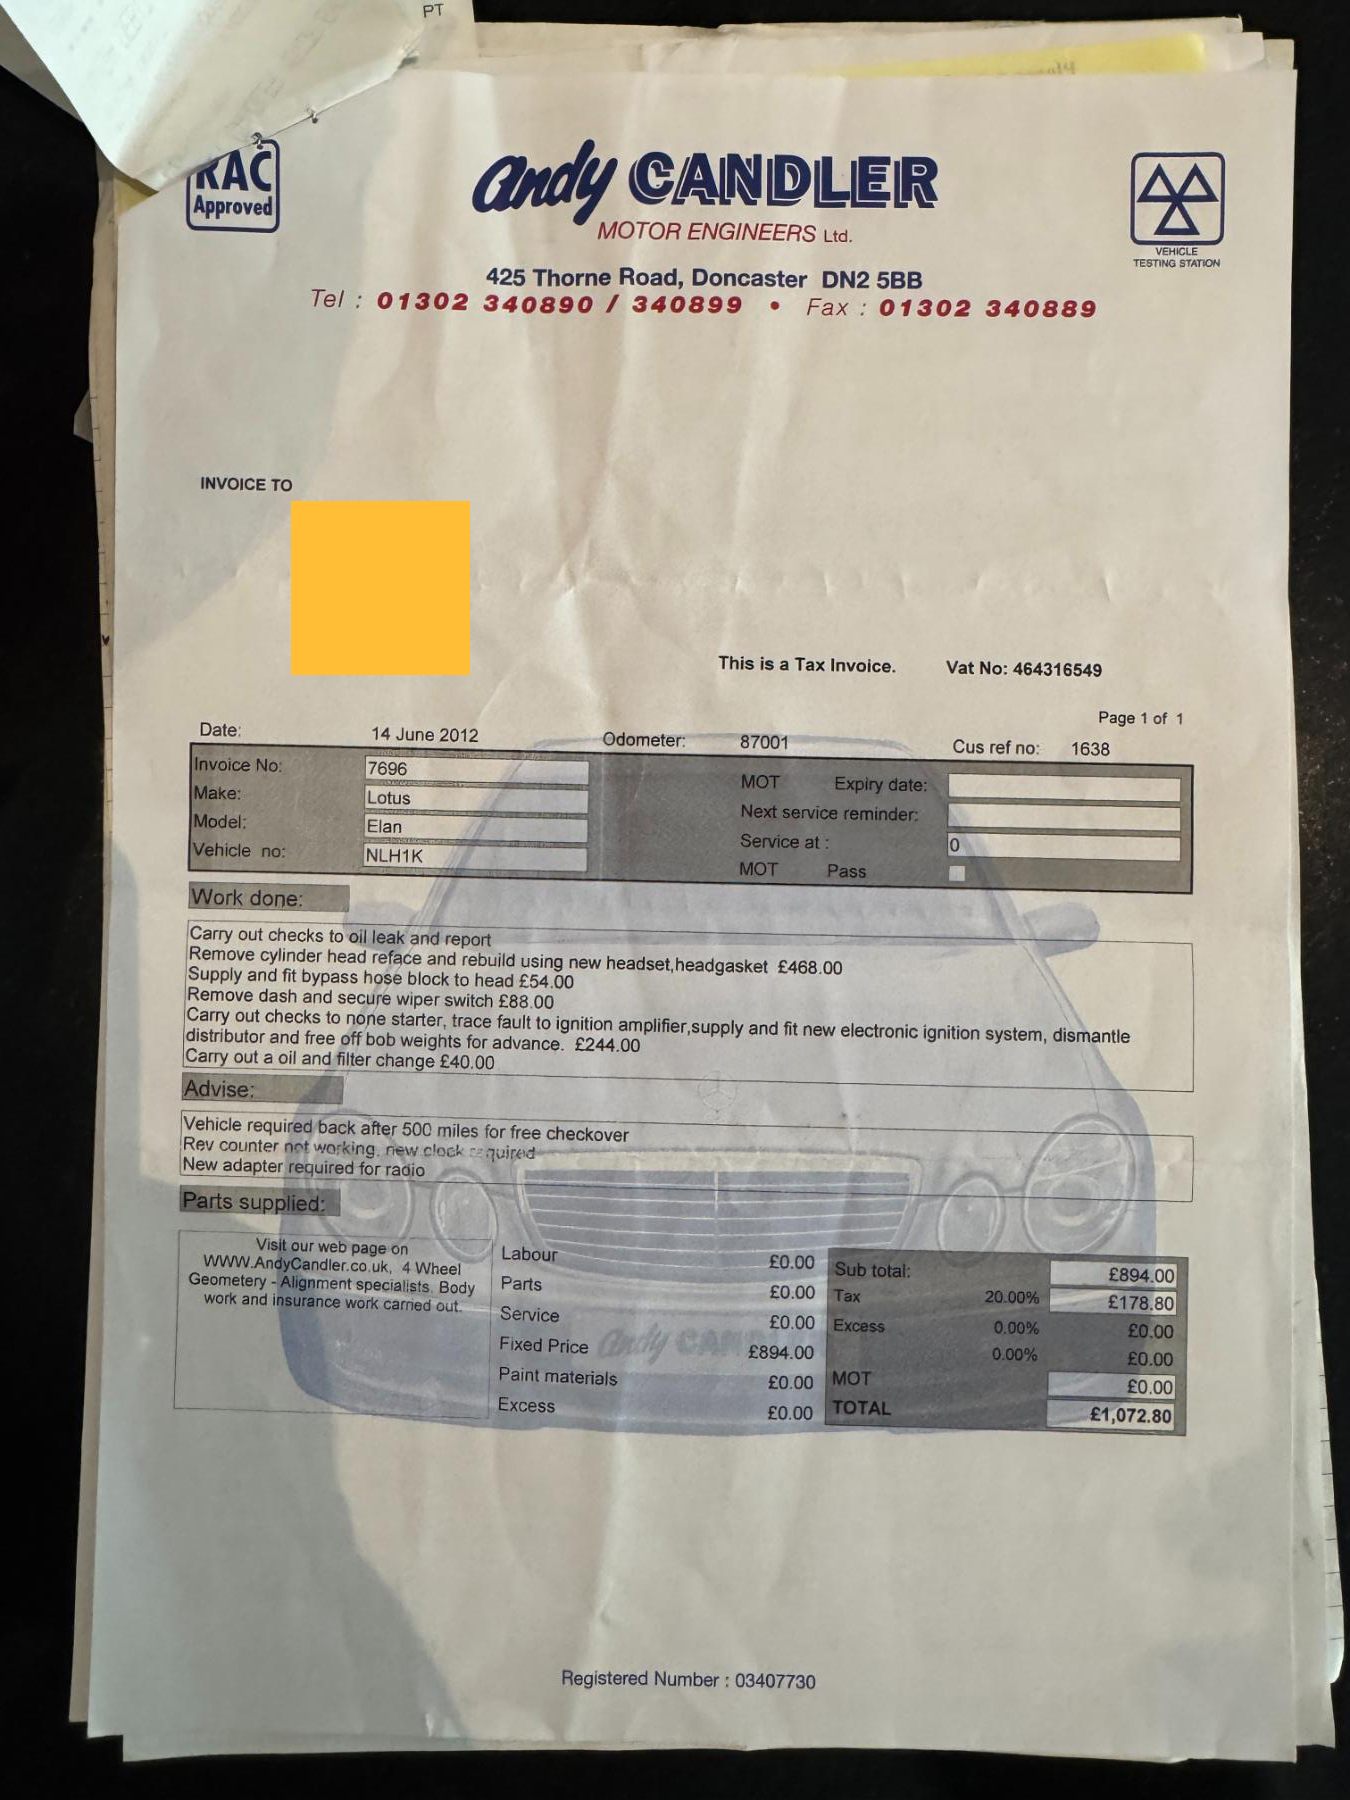 PT
RAC
Approved
Andy CANDLER
MOTOR ENGINEERS Ltd.
VEHICLE
TESTING STATION
425 Thorne Road, Doncaster DN2 5BB
Tel : 01302 340890 / 340899 • Fax : 01302 340889
INVOICE TO
This is a Tax Invoice. Vat No: 464316549
Page 1 of 1
Date: 14 June 2012 Odometer: 87001 Cus ref no: 1638
Invoice No: 7696 MOT Expiry date:
Make: Lotus Next service reminder:
Model: Elan Service at : 0
Vehicle no: NLH1K MOT Pass
Work done:
Carry out checks to oil leak and report
Remove cylinder head reface and rebuild using new headset,headgasket £468.00
Supply and fit bypass hose block to head £54.00
Remove dash and secure wiper switch £88.00
Carry out checks to none starter, trace fault to ignition amplifier,supply and fit new electronic ignition system, dismantle
distributor and free off bob weights for advance. £244.00
Carry out a oil and filter change £40.00
Advise:
Vehicle required back after 500 miles for free checkover
Rev counter not working, new clock required
New adapter required for radio
Parts supplied:
Visit our web page on
WWW.AndyCandler.co.uk, 4 Wheel
Geometery - Alignment specialists. Body
work and insurance work carried out.
Labour £0.00
Parts £0.00
Service £0.00
Fixed Price £894.00
Paint materials £0.00
Excess £0.00
Andy CANDLER
Sub total: £894.00
Tax 20.00% £178.80
Excess 0.00% £0.00
0.00% £0.00
MOT £0.00
TOTAL £1,072.80
Registered Number : 03407730